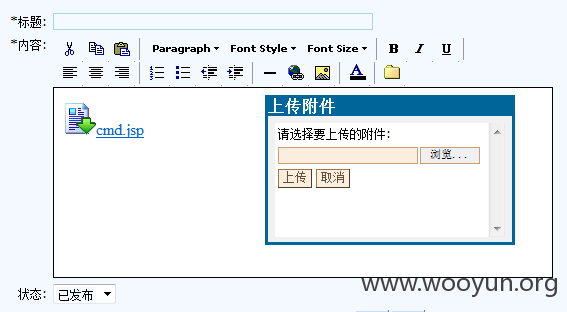 *标题:
*内容:
Paragraph Font Style Font Size B I U
A
cmd.jsp
上传附件
请选择要上传的附件:
浏览...
上传 取消
状态: 已发布
www.wooyun.org